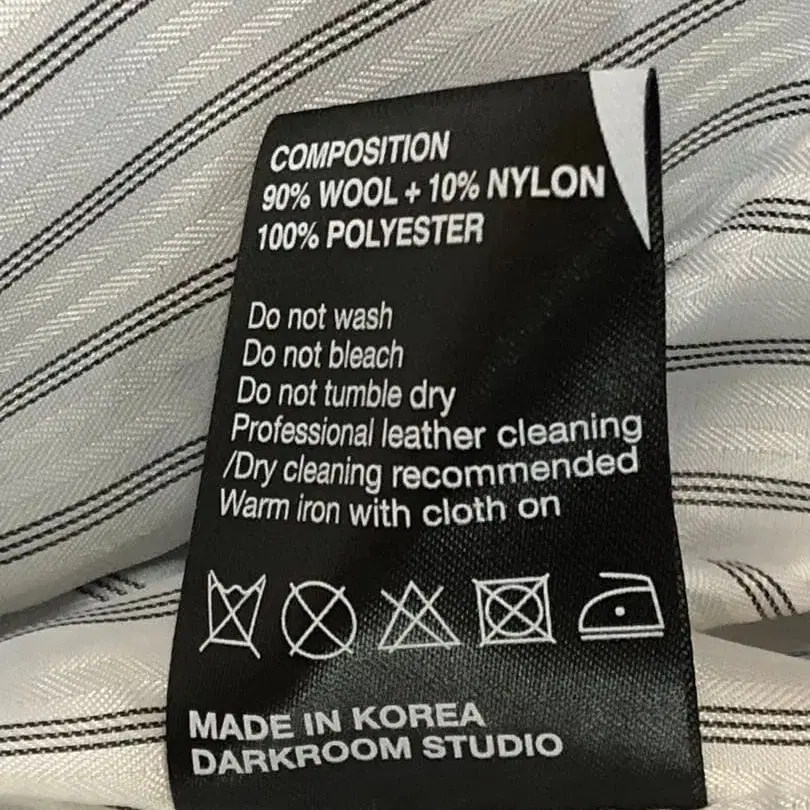 COMPOSITION
90% WOOL + 10% NYLON
100% POLYESTER
Do not wash
Do not bleach
Do not tumble dry
Professional leather cleaning
/Dry cleaning recommended
Warm iron with cloth on
MADE IN KOREA
DARKROOM STUDIO